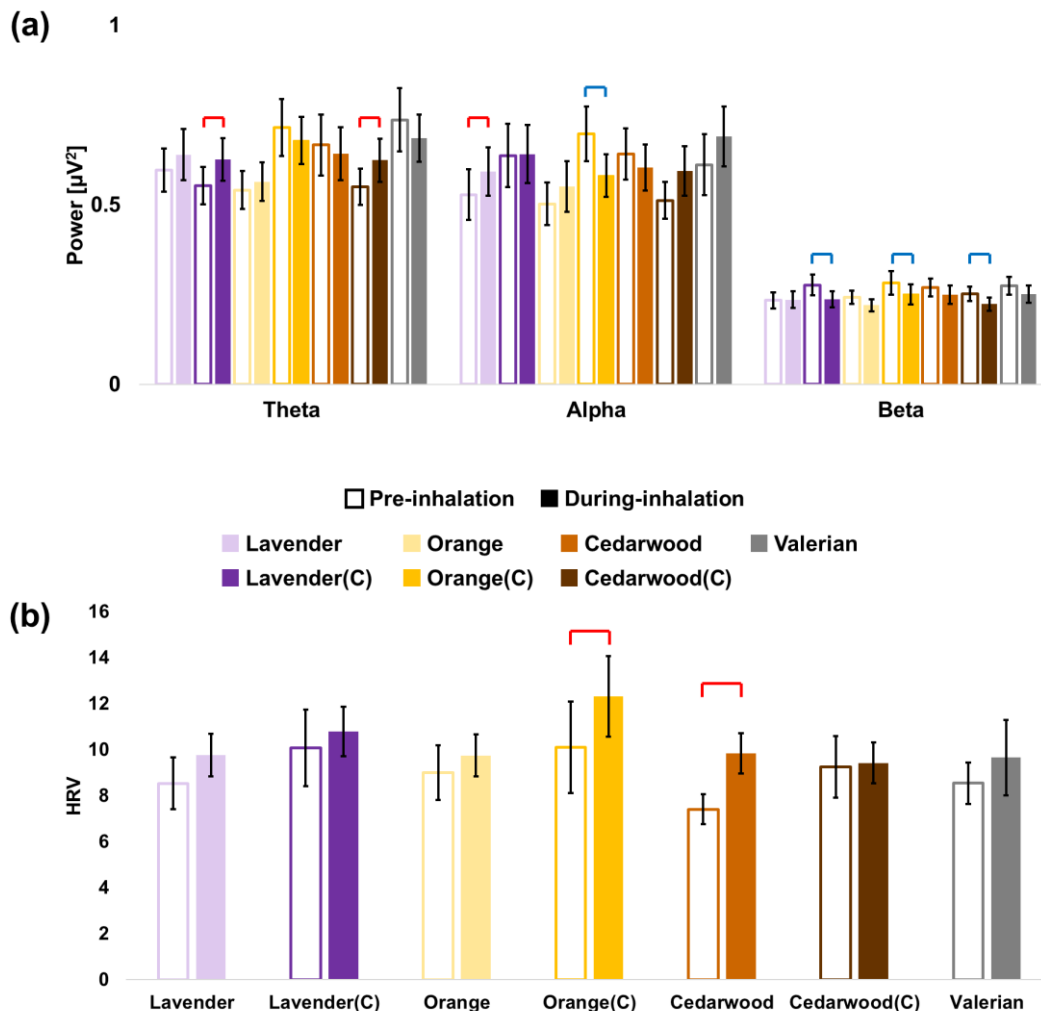 (a)
1
0.5
0
Power [µV²]
Theta Alpha Beta
Pre-inhalation During-inhalation
Lavender Orange Cedarwood Valerian
Lavender(C) Orange(C) Cedarwood(C)
(b)
16
14
12
10
8
6
4
2
0
HRV
Lavender Lavender(C) Orange Orange(C) Cedarwood Cedarwood(C) Valerian